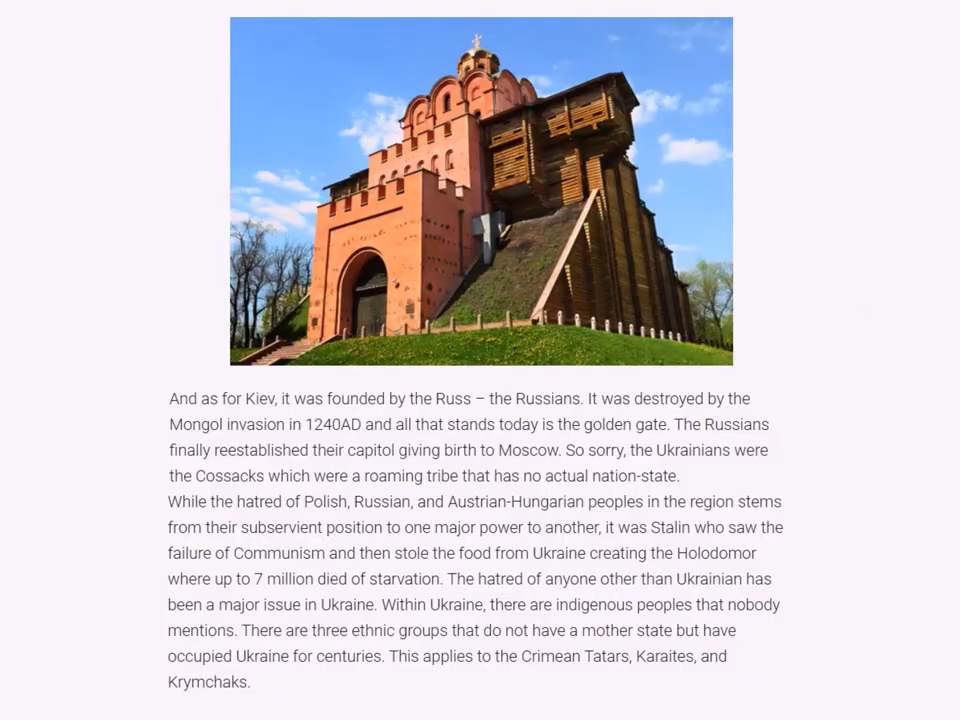 And as for Kiev, it was founded by the Russ – the Russians. It was destroyed by the
Mongol invasion in 1240AD and all that stands today is the golden gate. The Russians
finally reestablished their capitol giving birth to Moscow. So sorry, the Ukrainians were
the Cossacks which were a roaming tribe that has no actual nation-state.
While the hatred of Polish, Russian, and Austrian-Hungarian peoples in the region stems
from their subservient position to one major power to another, it was Stalin who saw the
failure of Communism and then stole the food from Ukraine creating the Holodomor
where up to 7 million died of starvation. The hatred of anyone other than Ukrainian has
been a major issue in Ukraine. Within Ukraine, there are indigenous peoples that nobody
mentions. There are three ethnic groups that do not have a mother state but have
occupied Ukraine for centuries. This applies to the Crimean Tatars, Karaites, and
Krymchaks.